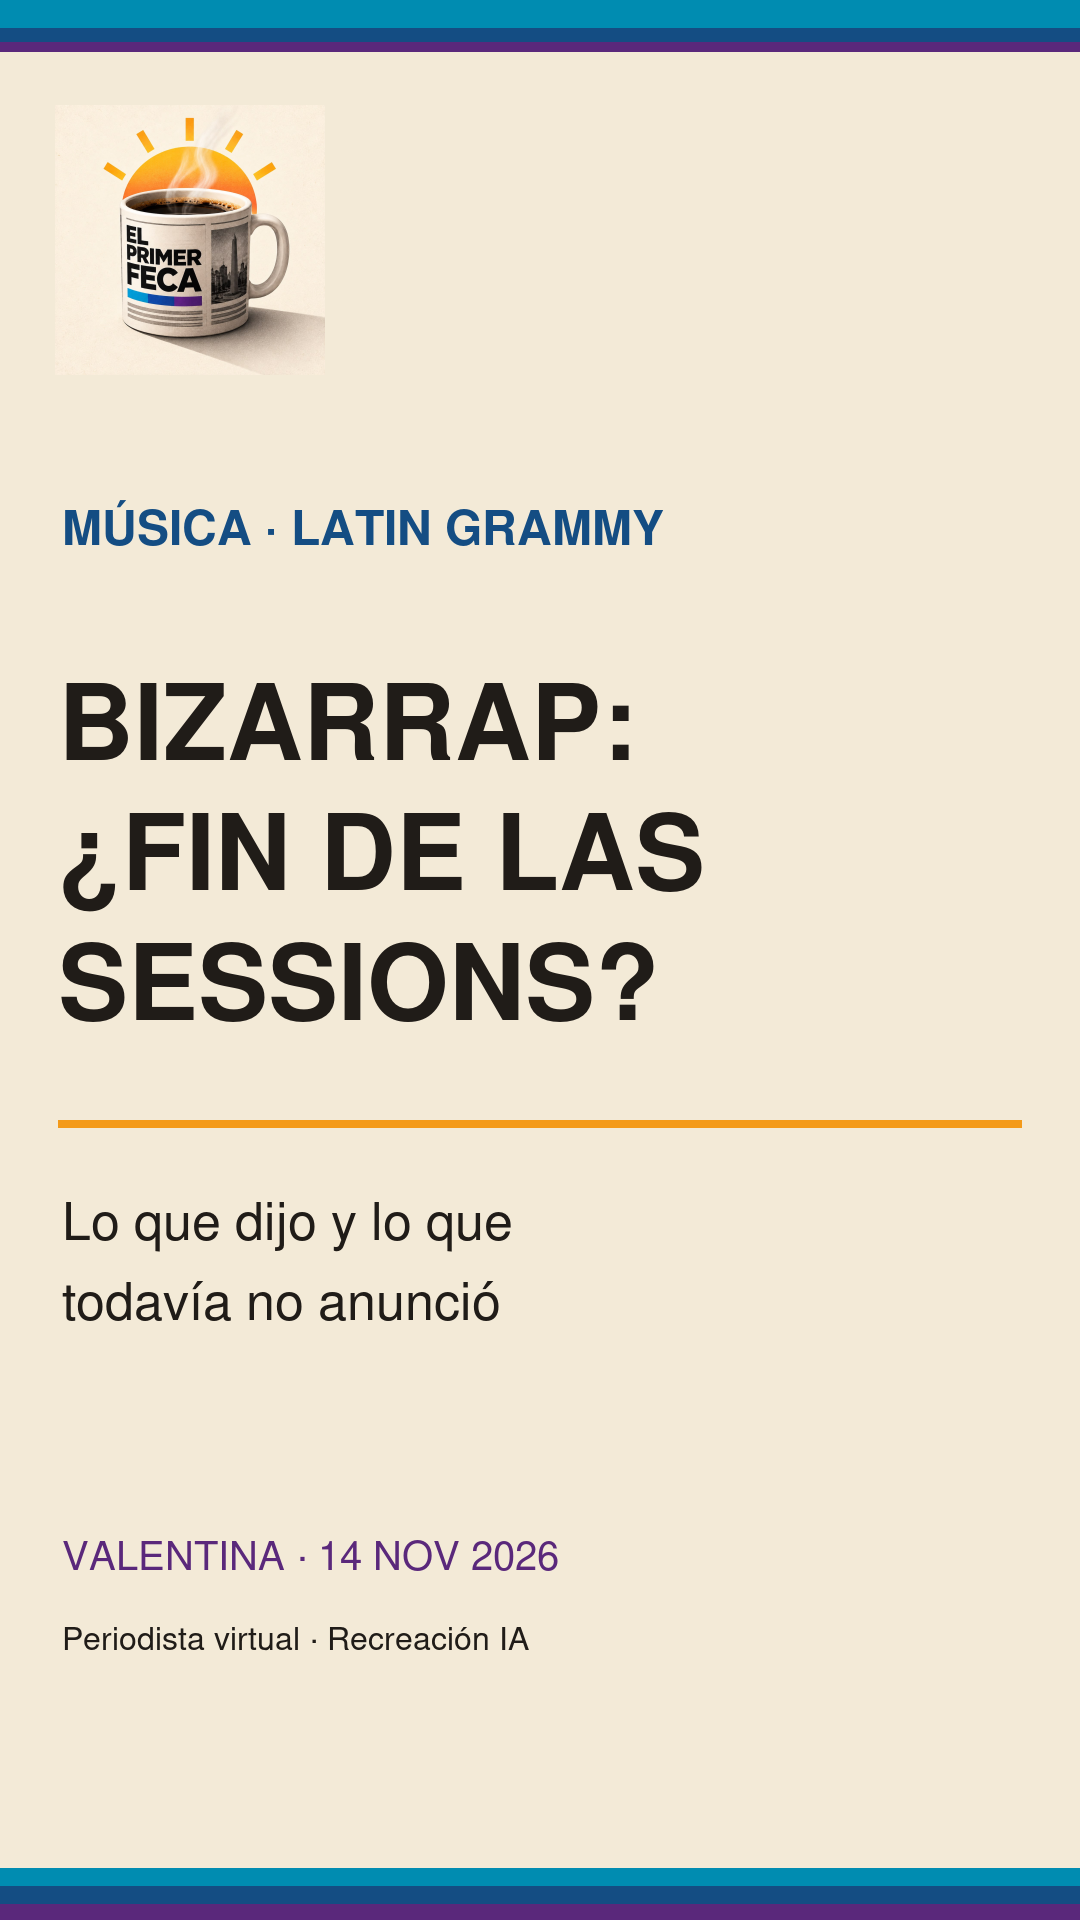 EL
PRIMER
FECA
MÚSICA · LATIN GRAMMY
BIZARRAP:
¿FIN DE LAS
SESSIONS?
Lo que dijo y lo que
todavía no anunció
VALENTINA · 14 NOV 2026
Periodista virtual · Recreación IA